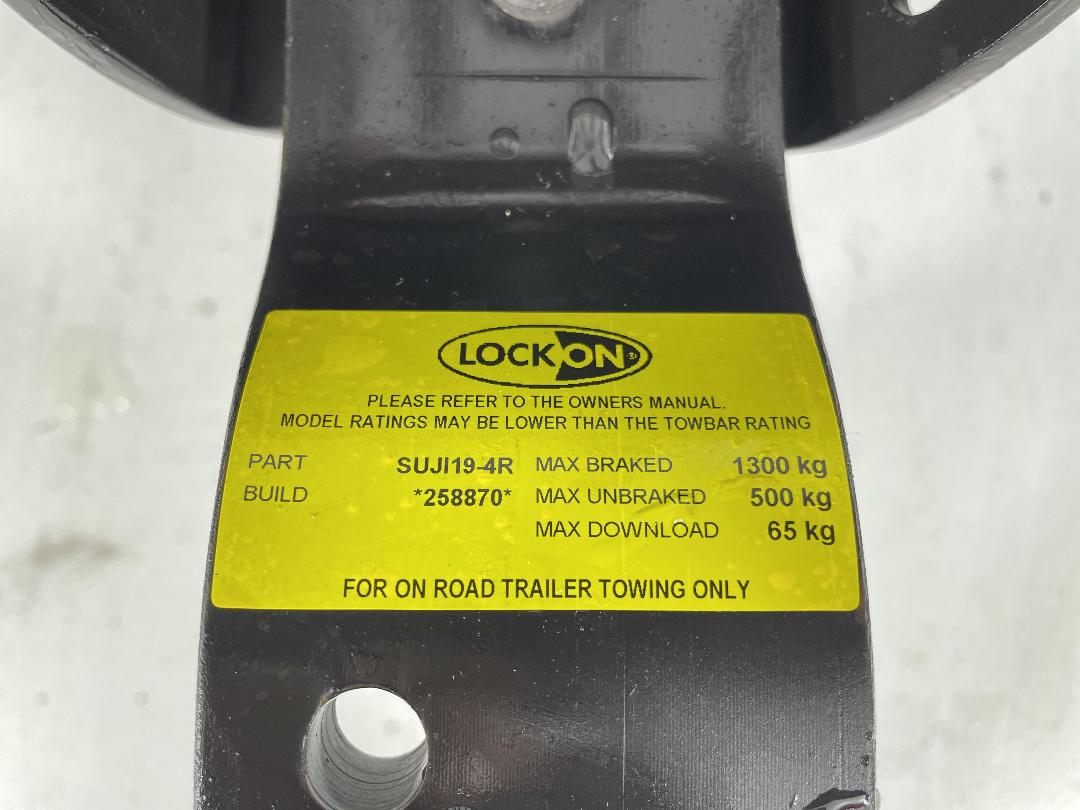 LOCKON®
PLEASE REFER TO THE OWNERS MANUAL.
MODEL RATINGS MAY BE LOWER THAN THE TOWBAR RATING
PART SUJI19-4R MAX BRAKED 1300 kg
BUILD *258870* MAX UNBRAKED 500 kg
MAX DOWNLOAD 65 kg
FOR ON ROAD TRAILER TOWING ONLY